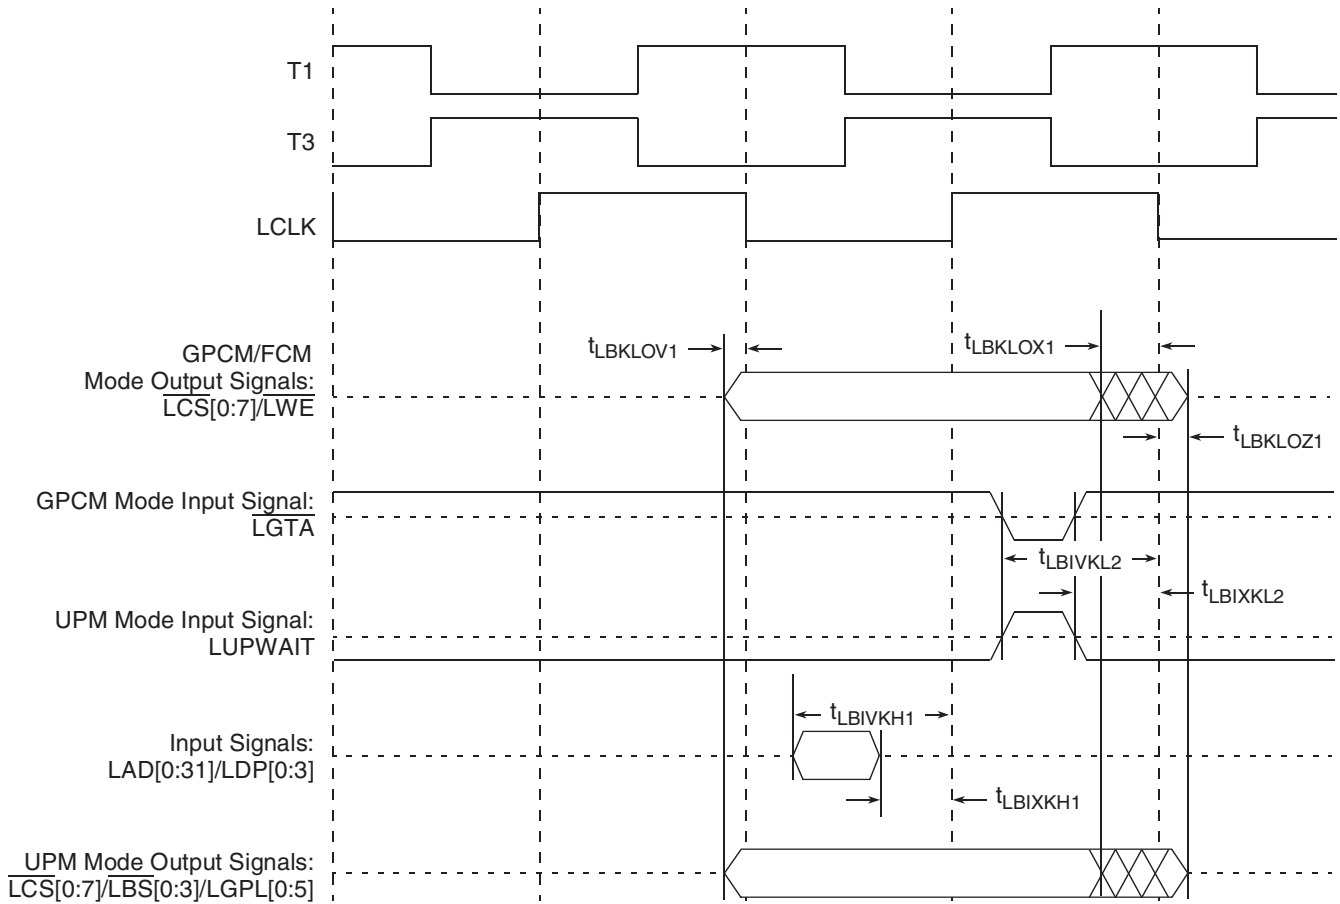 T1
T3
LCLK
GPCM/FCM
Mode Output Signals:
LCS[0:7]/LWE
tLBKLOV1
tLBKLOX1
tLBKLOZ1
GPCM Mode Input Signal:
LGTA
tLBIVKL2
tLBIXKL2
UPM Mode Input Signal:
LUPWAIT
tLBIVKH1
Input Signals:
LAD[0:31]/LDP[0:3]
tLBIXKH1
UPM Mode Output Signals:
LCS[0:7]/LBS[0:3]/LGPL[0:5]